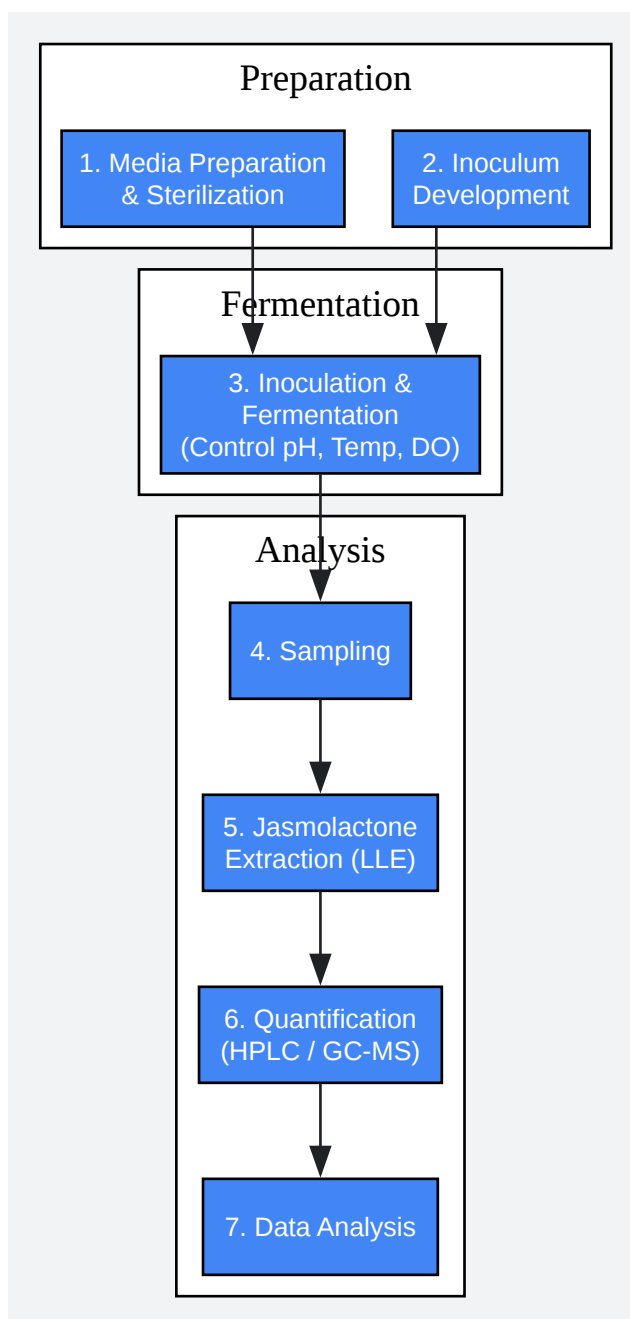 Preparation
1. Media Preparation
& Sterilization
2. Inoculum
Development
Fermentation
3. Inoculation &
Fermentation
(Control pH, Temp, DO)
Analysis
4. Sampling
5. Jasmolactone
Extraction (LLE)
6. Quantification
(HPLC / GC-MS)
7. Data Analysis